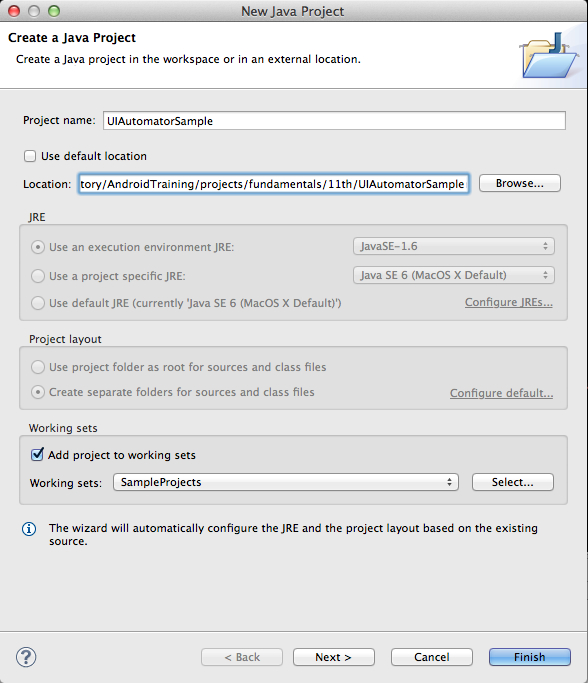 New Java Project
Create a Java Project
Create a Java project in the workspace or in an external location.
Project name: UIAutomatorSample
Use default location
Location: tory/AndroidTraining/projects/fundamentals/11th/UIAutomatorSample Browse...
JRE
Use an execution environment JRE: JavaSE-1.6
Use a project specific JRE: Java SE 6 (MacOS X Default)
Use default JRE (currently 'Java SE 6 (MacOS X Default)') Configure JREs...
Project layout
Use project folder as root for sources and class files
Create separate folders for sources and class files Configure default...
Working sets
Add project to working sets
Working sets: SampleProjects Select...
The wizard will automatically configure the JRE and the project layout based on the existing
source.
? < Back Next > Cancel Finish